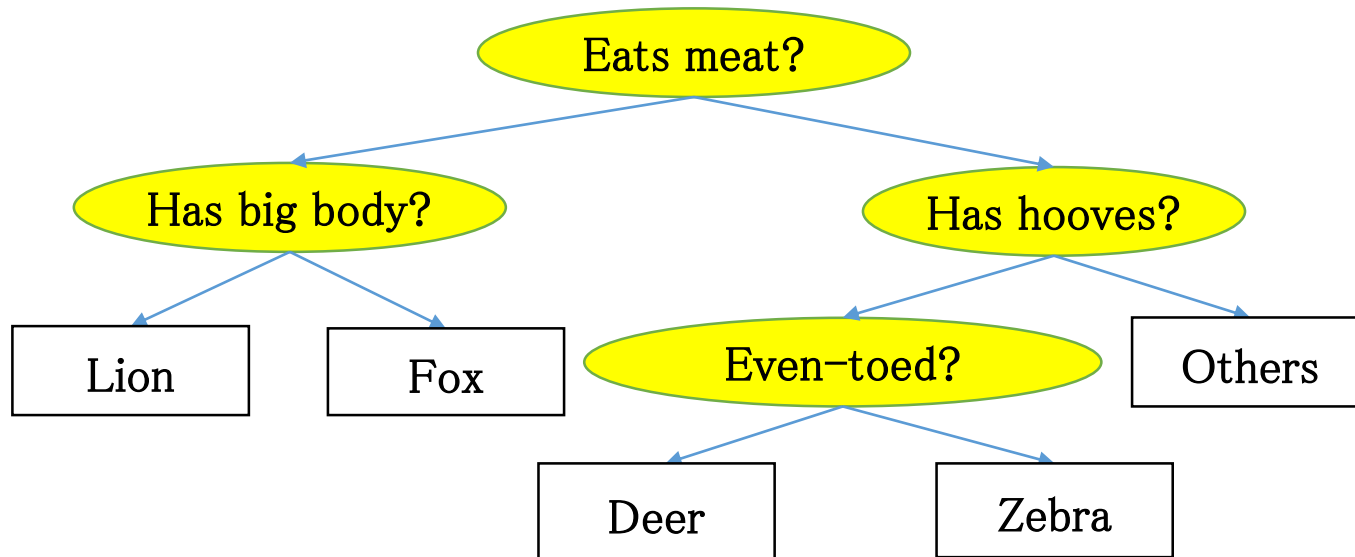 Eats meat?
Has big body?
Has hooves?
Lion
Fox
Even-toed?
Others
Deer
Zebra